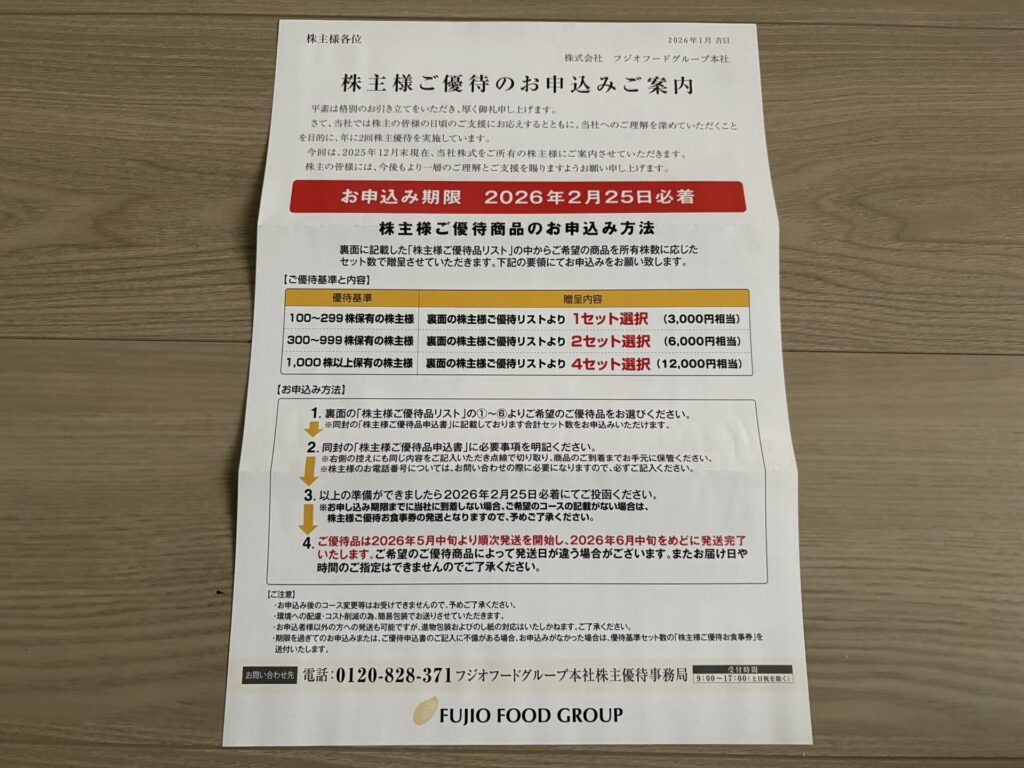 株主様各位
2026年1月 吉日
株式会社 フジオフードグループ本社
株主様ご優待のお申込みご案内
平素は格別のお引き立てをいただき、厚く御礼申し上げます。
さて、当社では株主の皆様の日頃のご支援にお応えするとともに、当社へのご理解を深めていただくこと
を目的に、年に2回株主優待を実施しています。
今回は、2025年12月末現在、当社株式をご所有の株主様にご案内させていただきます。
株主の皆様には、今後もより一層のご理解とご支援を賜りますようお願い申し上げます。
お申込み期限 2026年2月25日必着
株主様ご優待商品のお申込み方法
裏面に記載した「株主様ご優待品リスト」の中からご希望の商品を所有株数に応じた
セット数で贈呈させていただきます。下記の要領にてお申込みをお願い致します。
【ご優待基準と内容】
優待基準 贈呈内容
100～299株保有の株主様 裏面の株主様ご優待リストより 1セット選択 (3,000円相当)
300～999株保有の株主様 裏面の株主様ご優待リストより 2セット選択 (6,000円相当)
1,000株以上保有の株主様 裏面の株主様ご優待リストより 4セット選択 (12,000円相当)
【お申込み方法】
1. 裏面の「株主様ご優待品リスト」の①～⑥よりご希望のご優待品をお選びください。
※同封の「株主様ご優待品申込書」に記載しております合計セット数をお申込みいただけます。
2. 同封の「株主様ご優待品申込書」に必要事項を明記ください。
※右側の控えにも同じ内容をご記入いただき点線で切り取り、商品のご到着までお手元に保管ください。
※株主様のお電話番号については、お問い合わせの際に必要になりますので、必ずご記入ください。
3. 以上の準備ができましたら2026年2月25日必着にてご投函ください。
※お申し込み期限までに当社に到着しない場合、ご希望のコースの記載がない場合は、
株主様ご優待お食事券の発送となりますので、予めご了承ください。
4. ご優待品は2026年5月中旬より順次発送を開始し、2026年6月中旬をめどに発送完了
いたします。ご希望のご優待商品によって発送日が違う場合がございます。またお届け日や
時間のご指定はできませんのでご了承ください。
【ご注意】
・お申込み後のコース変更等はお受けできませんので、予めご了承ください。
・環境への配慮・コスト削減の為、簡易包装でお送りさせていただきます。
・お申込者様以外の方への発送も可能ですが、進物包装およびのし紙の対応はいたしかねます。ご了承ください。
・期限を過ぎてのお申込みまたは、ご優待申込書のご記入に不備がある場合、お申込みがなかった場合は、優待基準セット数の「株主様ご優待お食事券」を
送付いたします。
お問い合わせ先 電話:0120-828-371 フジオフードグループ本社株主優待事務局 受付時間
9:00～17:00(土日祝を除く)
FUJIO FOOD GROUP